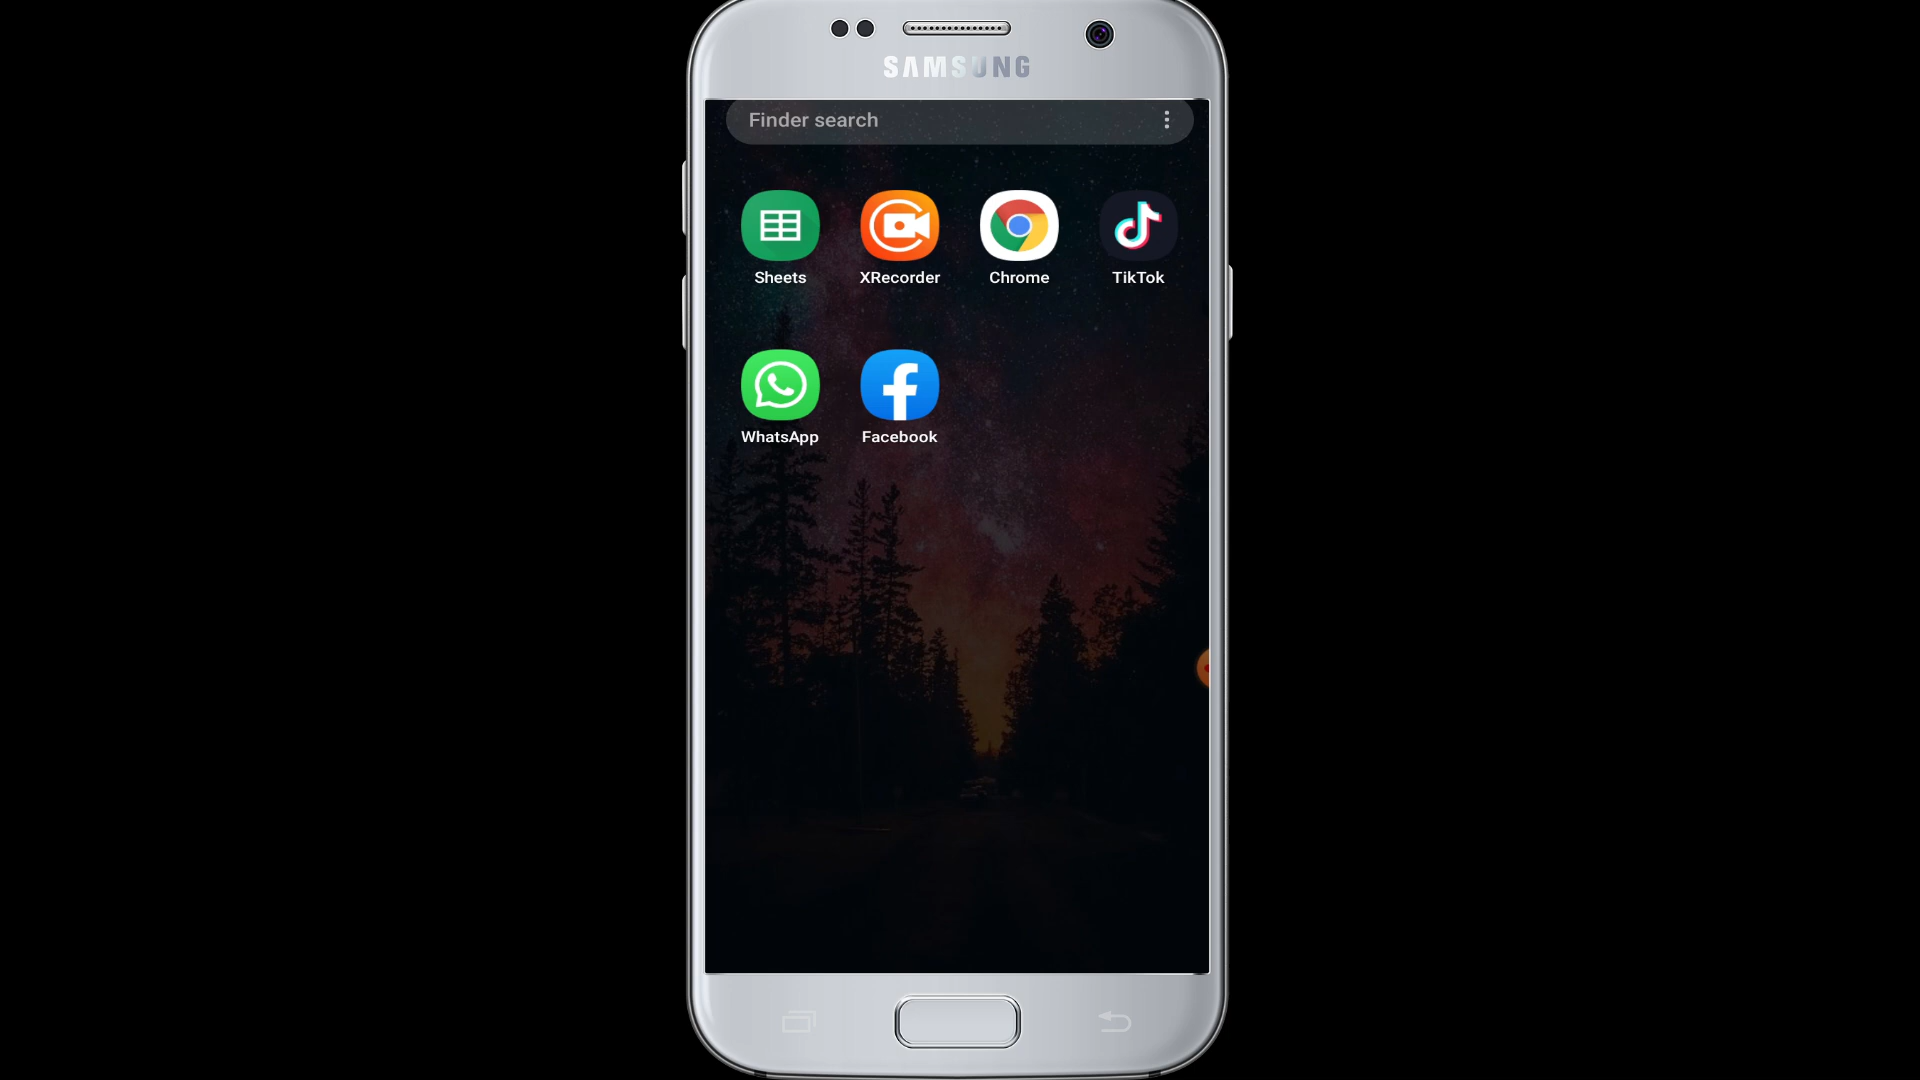 SAMSUNG
Finder search
Sheets XRecorder Chrome TikTok
WhatsApp Facebook